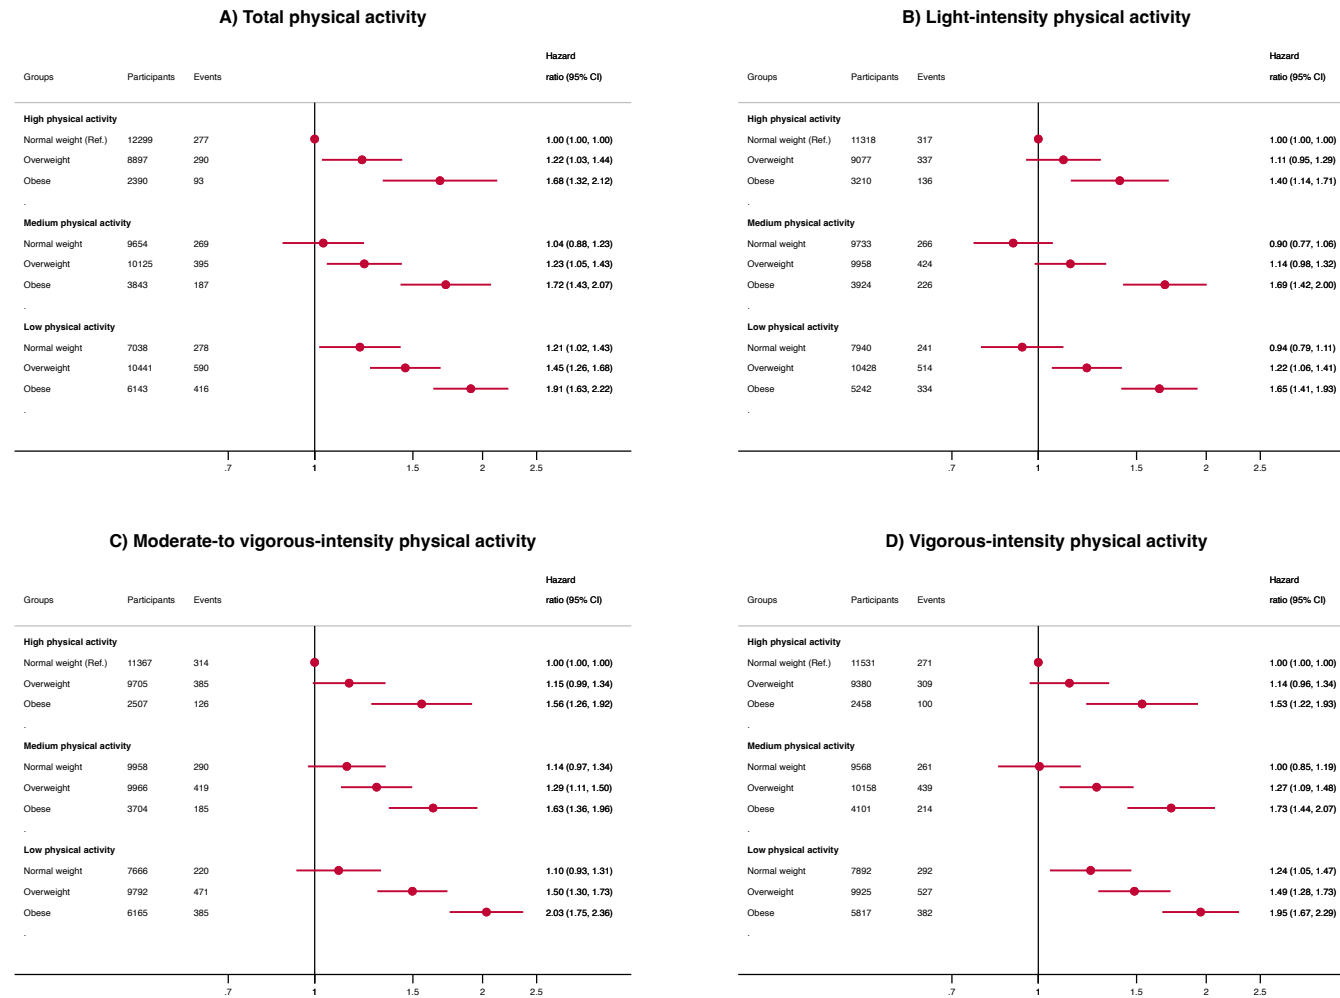 A) Total physical activity
Hazard
Groups Participants Events ratio (95% CI)
High physical activity
Normal weight (Ref.) 12299 277 1.00 (1.00, 1.00)
Overweight 8897 290 1.22 (1.03, 1.44)
Obese 2390 93 1.68 (1.32, 2.12)
.
Medium physical activity
Normal weight 9654 269 1.04 (0.88, 1.23)
Overweight 10125 395 1.23 (1.05, 1.43)
Obese 3843 187 1.72 (1.43, 2.07)
.
Low physical activity
Normal weight 7038 278 1.21 (1.02, 1.43)
Overweight 10441 590 1.45 (1.26, 1.68)
Obese 6143 416 1.91 (1.63, 2.22)
.
.7 1 1.5 2 2.5
B) Light-intensity physical activity
Hazard
Groups Participants Events ratio (95% CI)
High physical activity
Normal weight (Ref.) 11318 317 1.00 (1.00, 1.00)
Overweight 9077 337 1.11 (0.95, 1.29)
Obese 3210 136 1.40 (1.14, 1.71)
.
Medium physical activity
Normal weight 9733 266 0.90 (0.77, 1.06)
Overweight 9958 424 1.14 (0.98, 1.32)
Obese 3924 226 1.69 (1.42, 2.00)
.
Low physical activity
Normal weight 7940 241 0.94 (0.79, 1.11)
Overweight 10428 514 1.22 (1.06, 1.41)
Obese 5242 334 1.65 (1.41, 1.93)
.
.7 1 1.5 2 2.5
C) Moderate-to vigorous-intensity physical activity
Hazard
Groups Participants Events ratio (95% CI)
High physical activity
Normal weight (Ref.) 11367 314 1.00 (1.00, 1.00)
Overweight 9705 385 1.15 (0.99, 1.34)
Obese 2507 126 1.56 (1.26, 1.92)
.
Medium physical activity
Normal weight 9958 290 1.14 (0.97, 1.34)
Overweight 9966 419 1.29 (1.11, 1.50)
Obese 3704 185 1.63 (1.36, 1.96)
.
Low physical activity
Normal weight 7666 220 1.10 (0.93, 1.31)
Overweight 9792 471 1.50 (1.30, 1.73)
Obese 6165 385 2.03 (1.75, 2.36)
.
.7 1 1.5 2 2.5
D) Vigorous-intensity physical activity
Hazard
Groups Participants Events ratio (95% CI)
High physical activity
Normal weight (Ref.) 11531 271 1.00 (1.00, 1.00)
Overweight 9380 309 1.14 (0.96, 1.34)
Obese 2458 100 1.53 (1.22, 1.93)
.
Medium physical activity
Normal weight 9568 261 1.00 (0.85, 1.19)
Overweight 10158 439 1.27 (1.09, 1.48)
Obese 4101 214 1.73 (1.44, 2.07)
.
Low physical activity
Normal weight 7892 292 1.24 (1.05, 1.47)
Overweight 9925 527 1.49 (1.28, 1.73)
Obese 5817 382 1.95 (1.67, 2.29)
.
.7 1 1.5 2 2.5